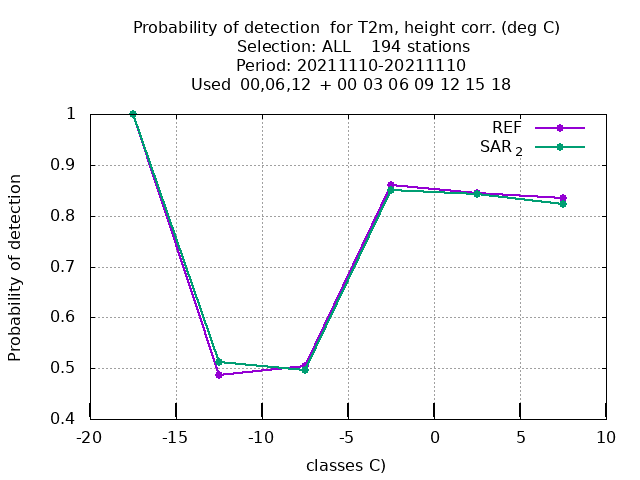 Probability of detection  for T2m, height corr. (deg C)
Selection: ALL    194 stations
Period: 20211110-20211110
Used  00,06,12  + 00 03 06 09 12 15 18
REF
SAR 2
1
0.9
0.8
0.7
0.6
0.5
0.4
Probability of detection
-20 -15 -10 -5 0 5 10
classes C)